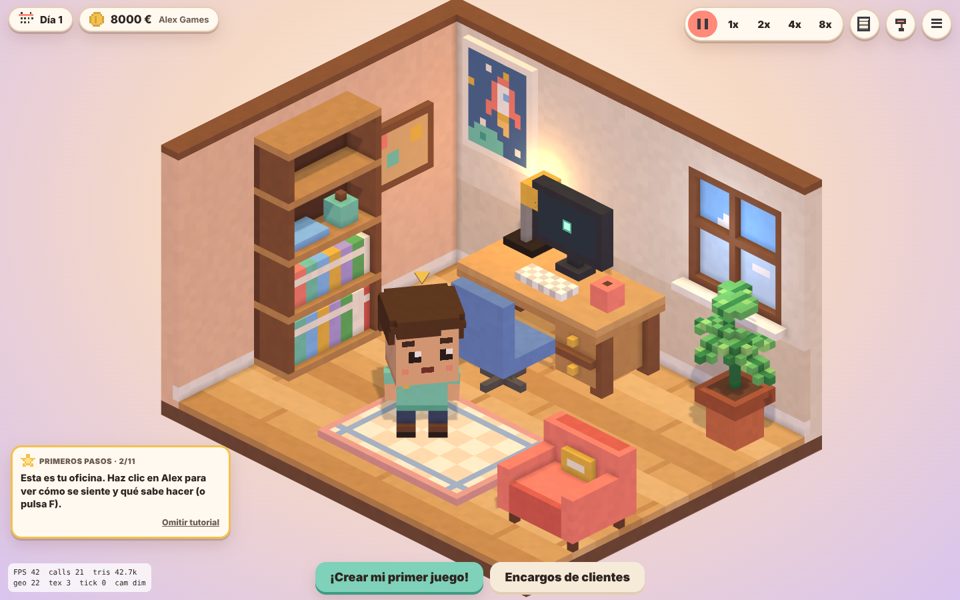 Día 1
8000 € Alex Games
1x 2x 4x 8x
PRIMEROS PASOS · 2/11
Esta es tu oficina. Haz clic en Alex para
ver cómo se siente y qué sabe hacer (o
pulsa F).
Omitir tutorial
FPS 42 calls 21 tris 42.7k
geo 22 tex 3 tick 0 cam dim
¡Crear mi primer juego!
Encargos de clientes